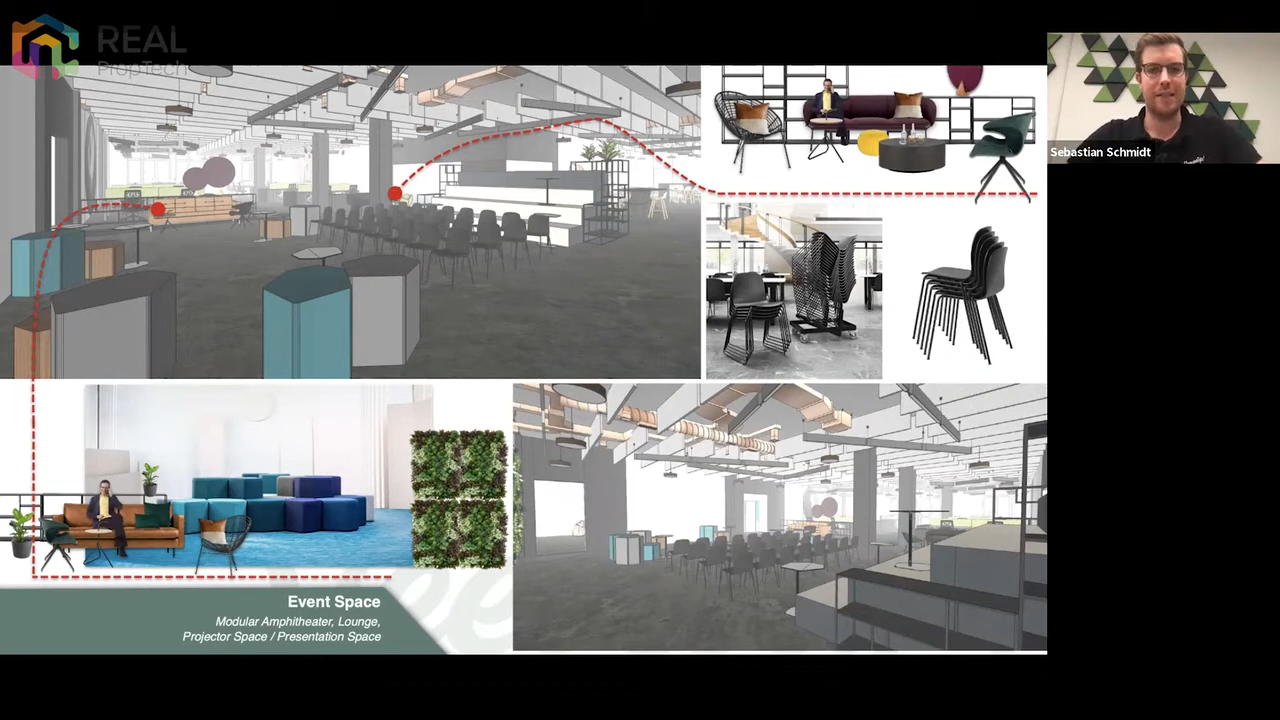 REAL
PropTech
Sebastian Schmidt
Event Space
Modular Amphitheater, Lounge,
Projector Space / Presentation Space